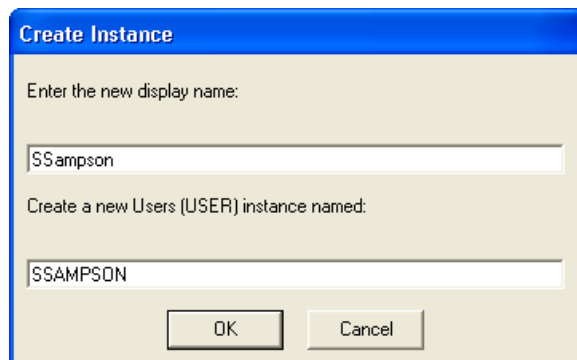 Create Instance
Enter the new display name:
SSampson
Create a new Users (USER) instance named:
SSAMPSON
OK Cancel